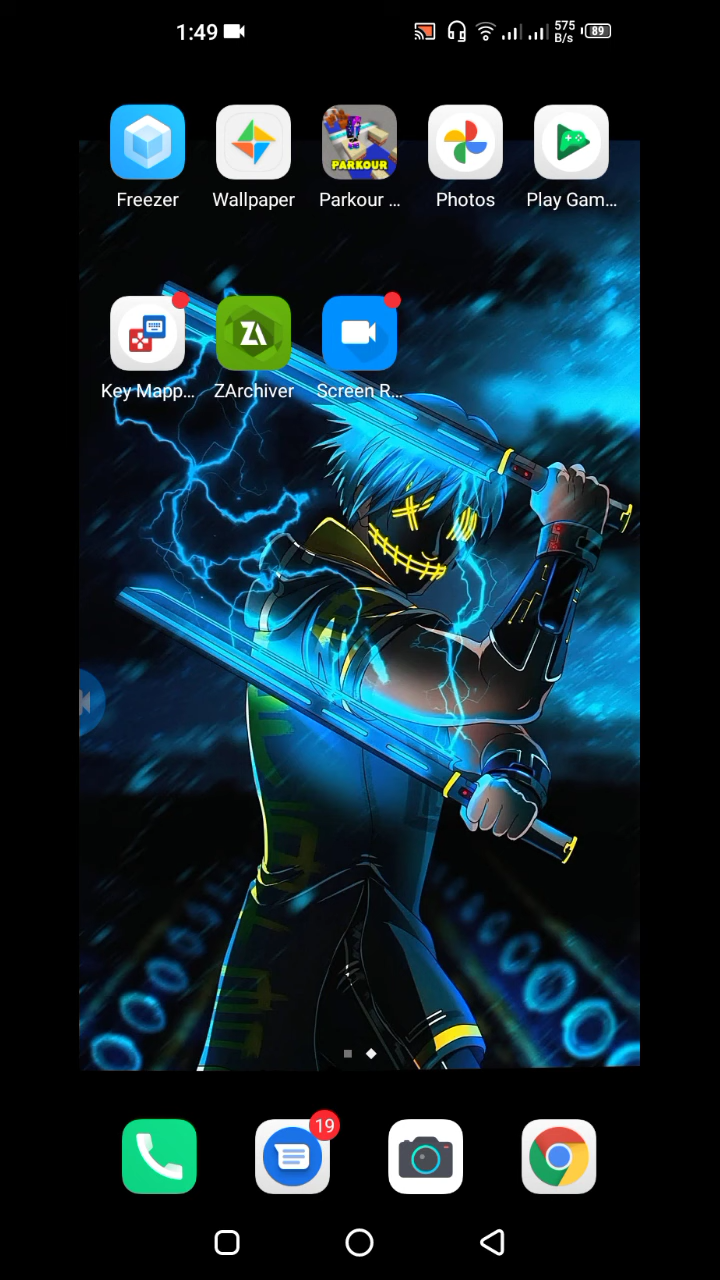 1:49
575
B/s
89
PARKOUR
Freezer
Wallpaper
Parkour ...
Photos
Play Gam...
ZA
Key Mapp...
ZArchiver
Screen R...
19